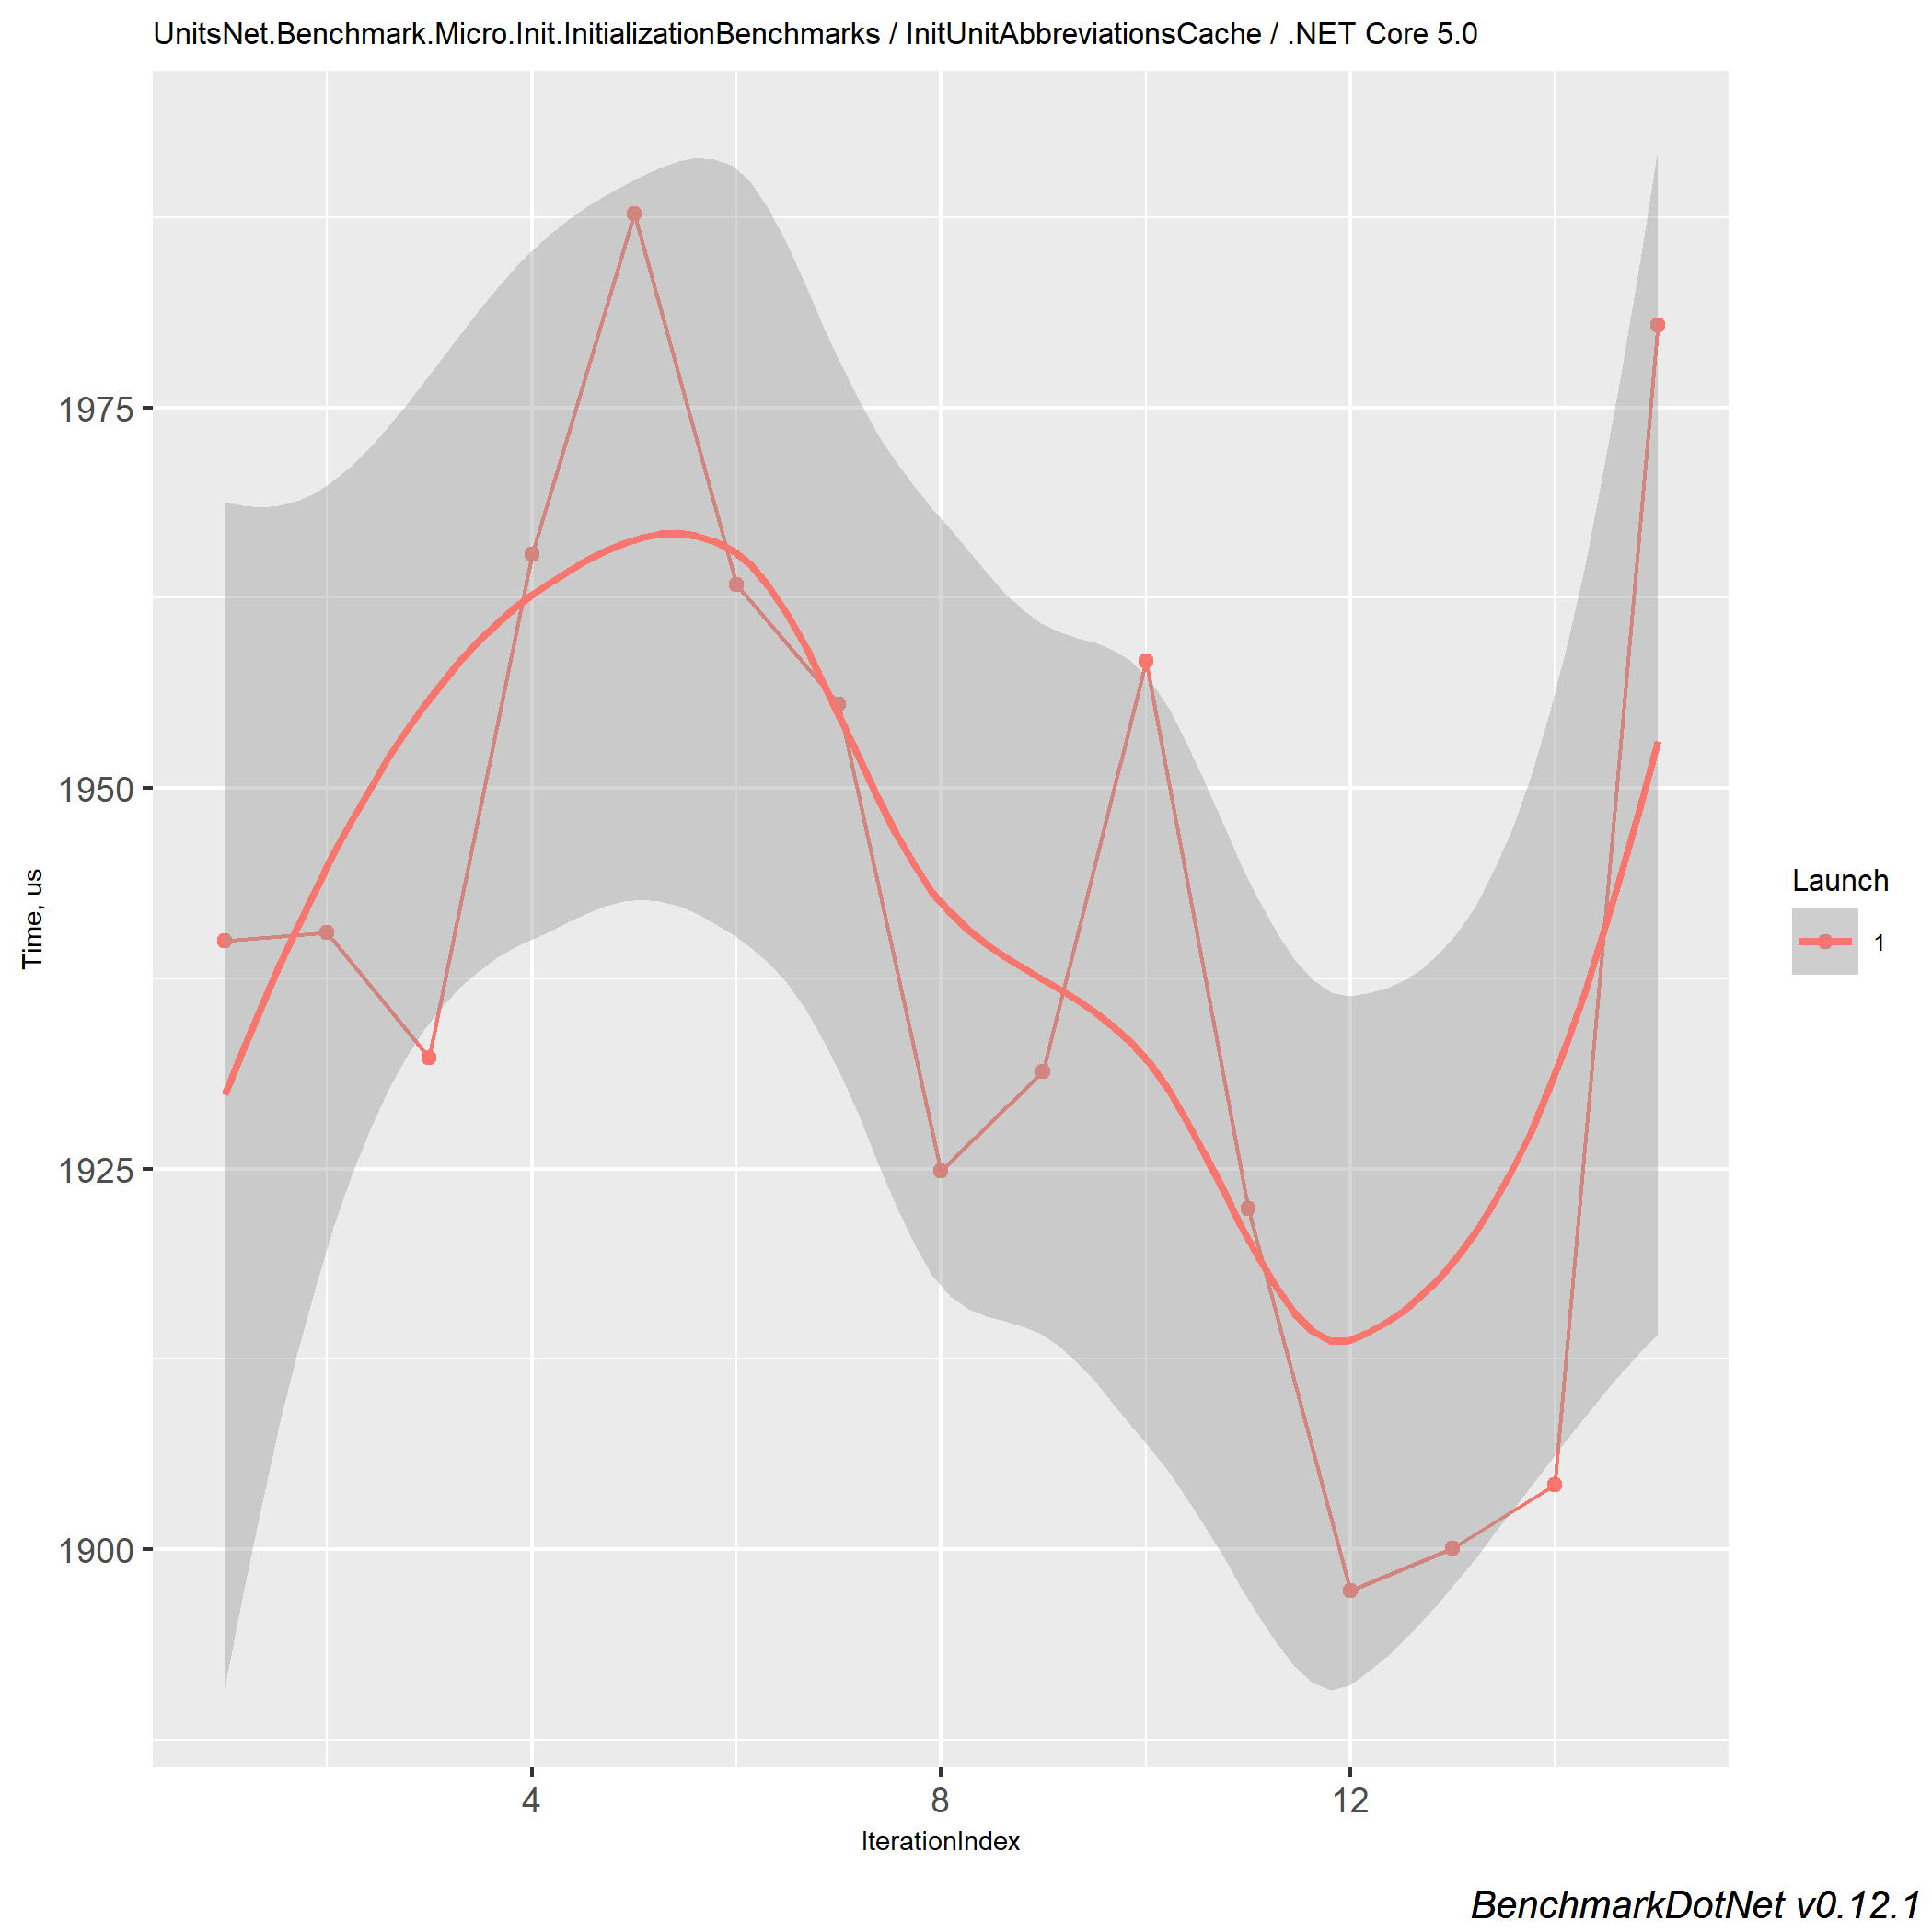 UnitsNet.Benchmark.Micro.Init.InitializationBenchmarks / InitUnitAbbreviationsCache / .NET Core 5.0
1975
1950
1925
1900
Time, us
4
8
12
IterationIndex
Launch
1
BenchmarkDotNet v0.12.1